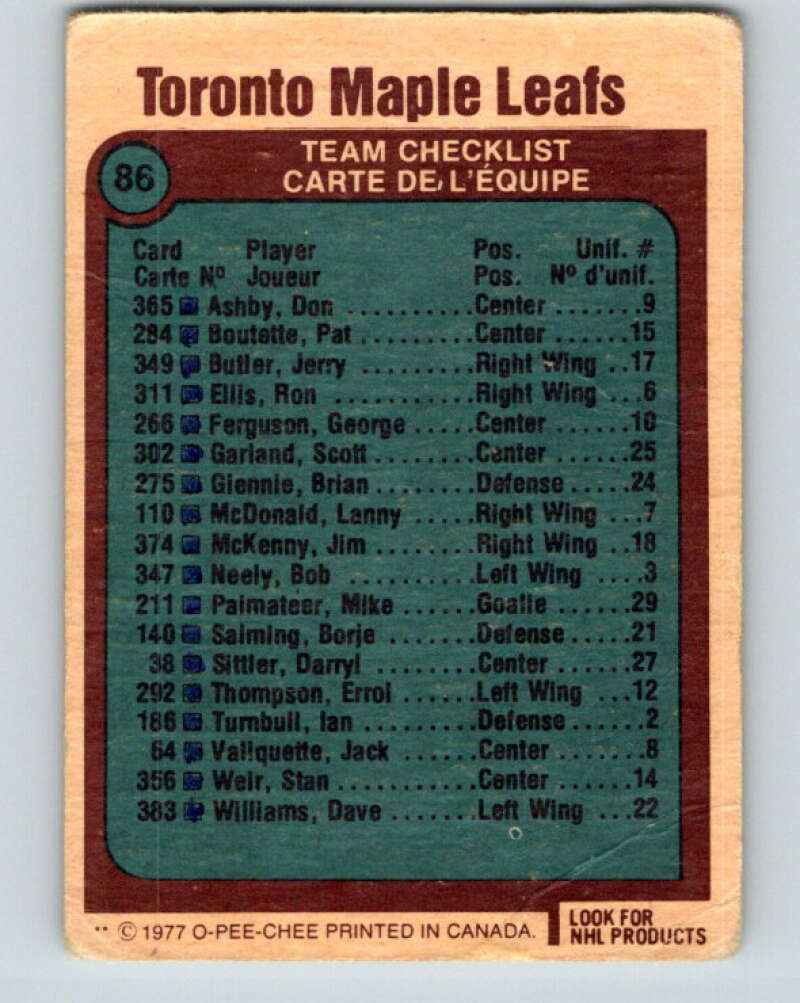 Toronto Maple Leafs
86
TEAM CHECKLIST
CARTE DE L'ÉQUIPE
Card Player Pos. Unif. #
Carte Nº Joueur Pos. Nº d'unif.
365 Ashby, Don ..........Center .......9
284 Boutette, Pat ..........Center ......15
349 Butler, Jerry .........Right Wing ..17
311 Ellis, Ron ...........Right Wing ...6
266 Ferguson, George .....Center ......10
302 Garland, Scott ........Center ......25
275 Glennie, Brian ........Defense .....24
110 McDonald, Lanny .....Right Wing ...7
374 McKenny, Jim ........Right Wing ..18
347 Neely, Bob ..........Left Wing ....3
211 Palmateer, Mike ......Goalie ......29
140 Salming, Borje .......Defense .....21
38 Sittler, Darryl ........Center ......27
292 Thompson, Errol ......Left Wing ...12
186 Turnbull, Ian .........Defense ......2
64 Valiquette, Jack .....Center .......8
356 Weir, Stan ...........Center ......14
383 Williams, Dave .......Left Wing ...22
** © 1977 O-PEE-CHEE PRINTED IN CANADA.
LOOK FOR
NHL PRODUCTS